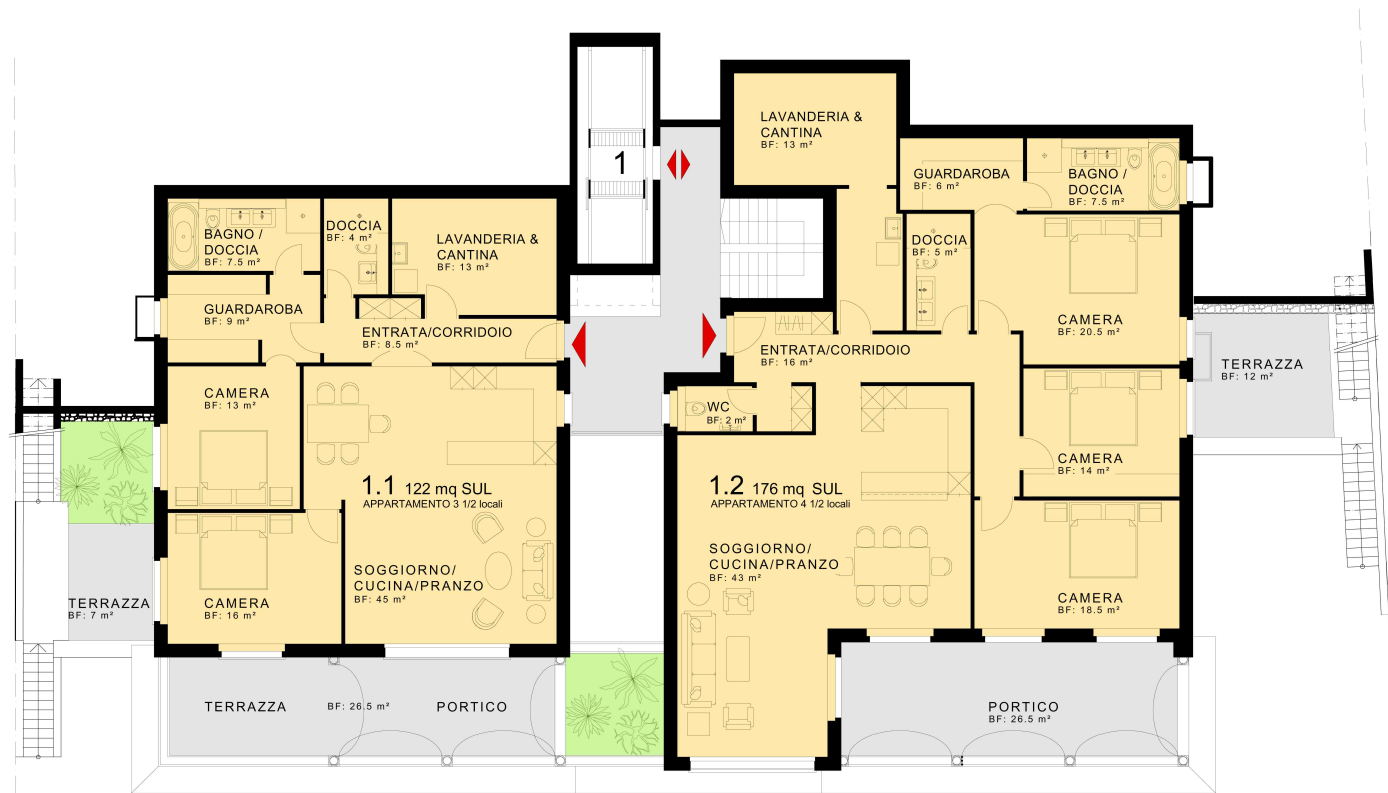 1
LAVANDERIA &
CANTINA
BF: 13 m²
GUARDAROBA
BF: 6 m²
BAGNO /
DOCCIA
BF: 7.5 m²
BAGNO /
DOCCIA
BF: 7.5 m²
DOCCIA
BF: 4 m²
LAVANDERIA &
CANTINA
BF: 13 m²
DOCCIA
BF: 5 m²
GUARDAROBA
BF: 9 m²
ENTRATA/CORRIDOIO
BF: 8.5 m²
ENTRATA/CORRIDOIO
BF: 16 m²
CAMERA
BF: 20.5 m²
TERRAZZA
BF: 12 m²
CAMERA
BF: 13 m²
WC
BF: 2 m²
CAMERA
BF: 14 m²
1.1 122 mq SUL
APPARTAMENTO 3 1/2 locali
1.2 176 mq SUL
APPARTAMENTO 4 1/2 locali
SOGGIORNO/
CUCINA/PRANZO
BF: 45 m²
SOGGIORNO/
CUCINA/PRANZO
BF: 43 m²
TERRAZZA
BF: 7 m²
CAMERA
BF: 16 m²
CAMERA
BF: 18.5 m²
TERRAZZA
BF: 26.5 m²
PORTICO
PORTICO
BF: 26.5 m²